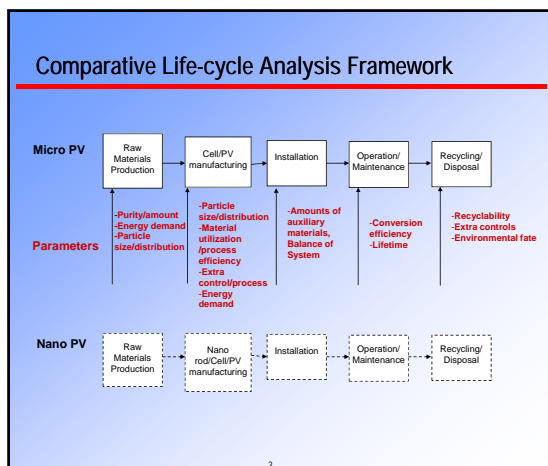 Comparative Life-cycle Analysis Framework
Micro PV
Raw
Materials
Production
Cell/PV
manufacturing
Installation
Operation/
Maintenance
Recycling/
Disposal
Parameters
-Purity/amount
-Energy demand
-Particle
size/distribution
-Particle
size/distribution
-Material
utilization
/process
efficiency
-Extra
control/process
-Energy
demand
-Amounts of
auxiliary
materials,
Balance of
System
-Conversion
efficiency
-Lifetime
-Recyclability
-Extra controls
-Environmental fate
Nano PV
Raw
Materials
Production
Nano
rod/Cell/PV
manufacturing
Installation
Operation/
Maintenance
Recycling/
Disposal
3